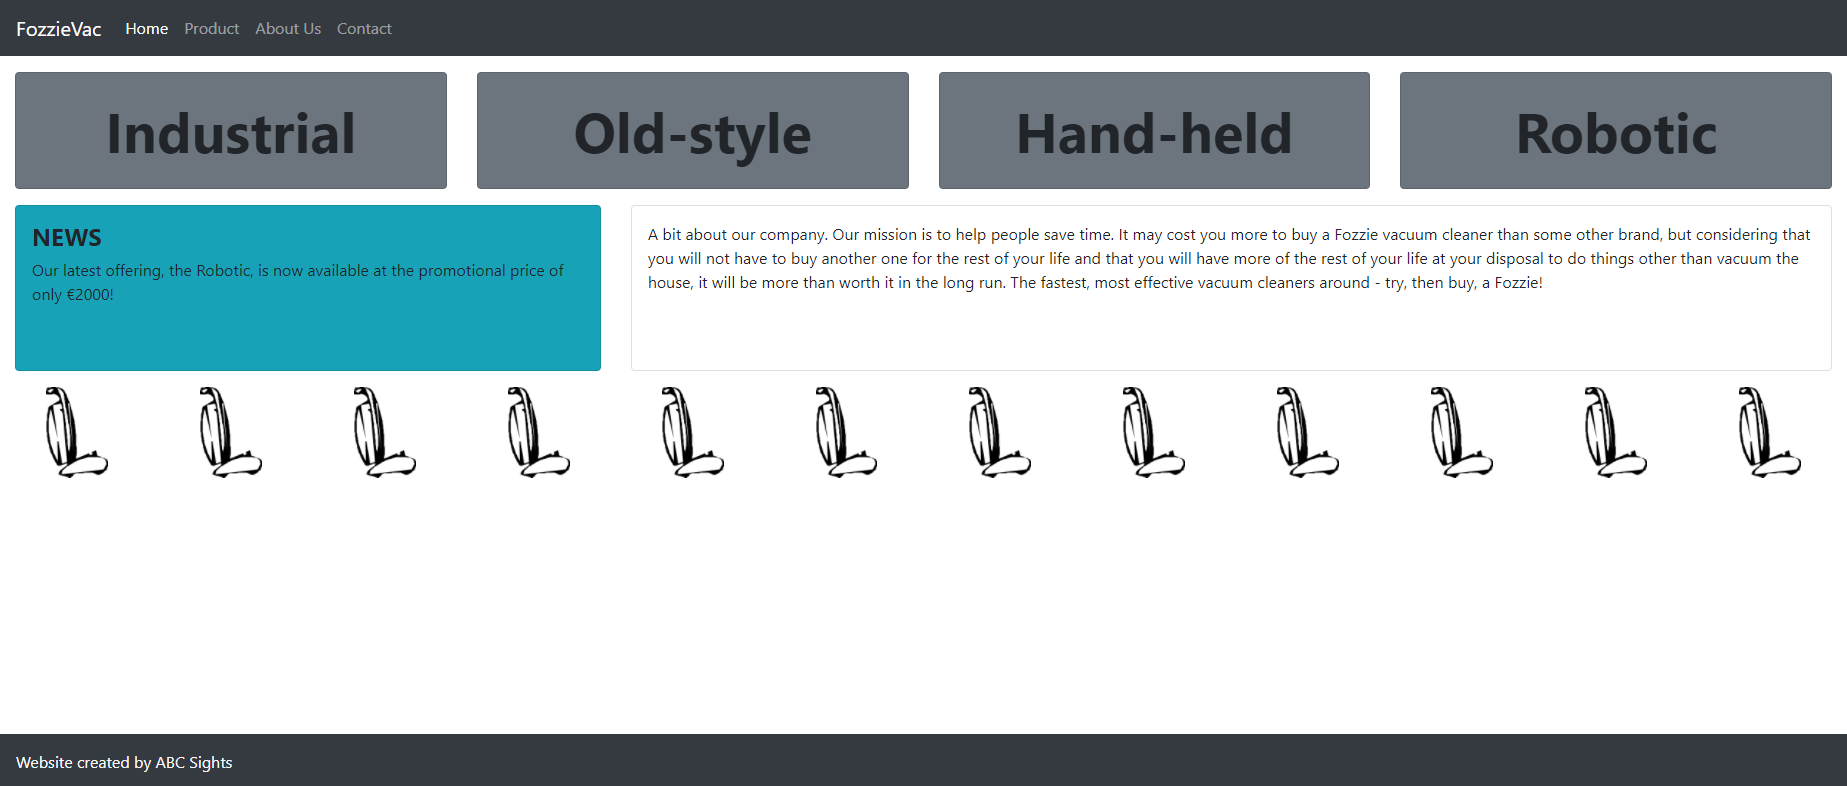 FozzieVac Home Product About Us Contact
Industrial
Old-style
Hand-held
Robotic
NEWS
Our latest offering, the Robotic, is now available at the promotional price of
only €2000!
A bit about our company. Our mission is to help people save time. It may cost you more to buy a Fozzie vacuum cleaner than some other brand, but considering that
you will not have to buy another one for the rest of your life and that you will have more of the rest of your life at your disposal to do things other than vacuum the
house, it will be more than worth it in the long run. The fastest, most effective vacuum cleaners around - try, then buy, a Fozzie!
Website created by ABC Sights